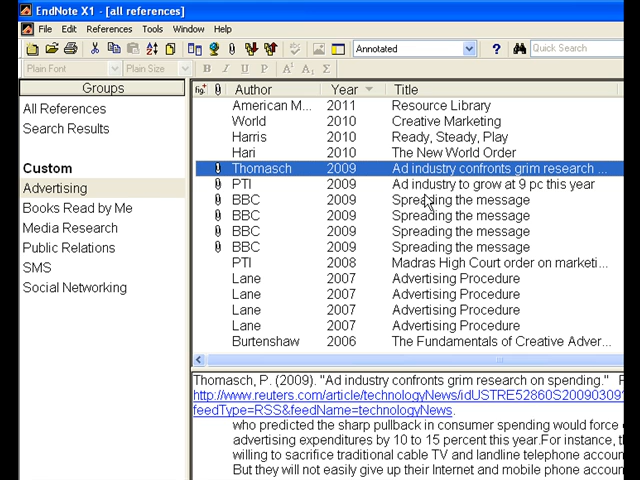 EndNote X1 - [all references]
File Edit References Tools Window Help
Annotated Quick Search
Plain Font Plain Size B I U P A¹ A₁ Σ
Groups
All References
Search Results
Custom
Advertising
Books Read by Me
Media Research
Public Relations
SMS
Social Networking
fig. Author Year Title
American M... 2011 Resource Library
World 2010 Creative Marketing
Harris 2010 Ready, Steady, Play
Hari 2010 The New World Order
Thomasch 2009 Ad industry confronts grim research ...
PTI 2009 Ad industry to grow at 9 pc this year
BBC 2009 Spreading the message
BBC 2009 Spreading the message
BBC 2009 Spreading the message
BBC 2009 Spreading the message
PTI 2008 Madras High Court order on marketi...
Lane 2007 Advertising Procedure
Lane 2007 Advertising Procedure
Lane 2007 Advertising Procedure
Lane 2007 Advertising Procedure
Burtenshaw 2006 The Fundamentals of Creative Adver...
Thomasch, P. (2009). "Ad industry confronts grim research on spending."
http://www.reuters.com/article/technologyNews/idUSTRE52860S20090309?
feedType=RSS&feedName=technologyNews.
who predicted the sharp pullback in consumer spending would force
advertising expenditures by 10 to 15 percent this year.For instance,
willing to sacrifice traditional cable TV and landline telephone
But they will not easily give up their Internet and mobile phone